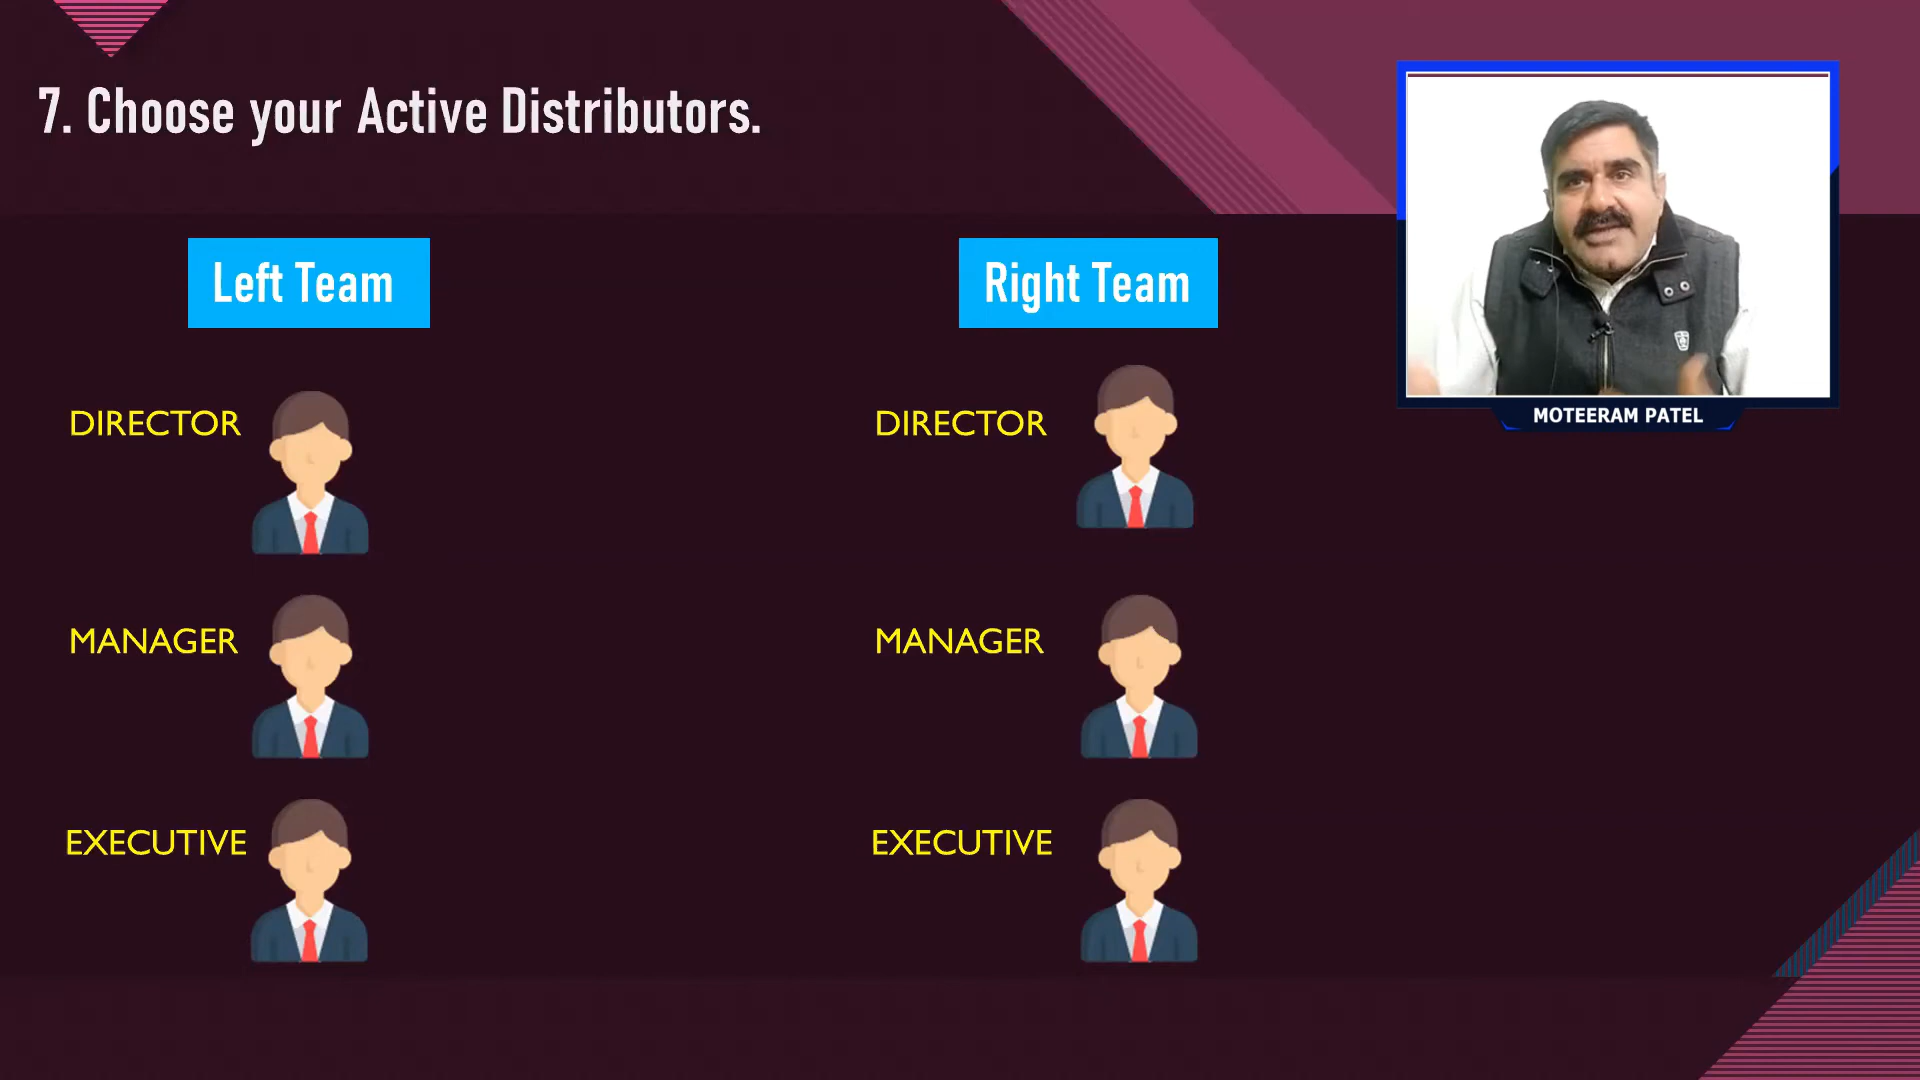 7. Choose your Active Distributors.
Left Team
Right Team
DIRECTOR
DIRECTOR
MOTEERAM PATEL
MANAGER
MANAGER
EXECUTIVE
EXECUTIVE